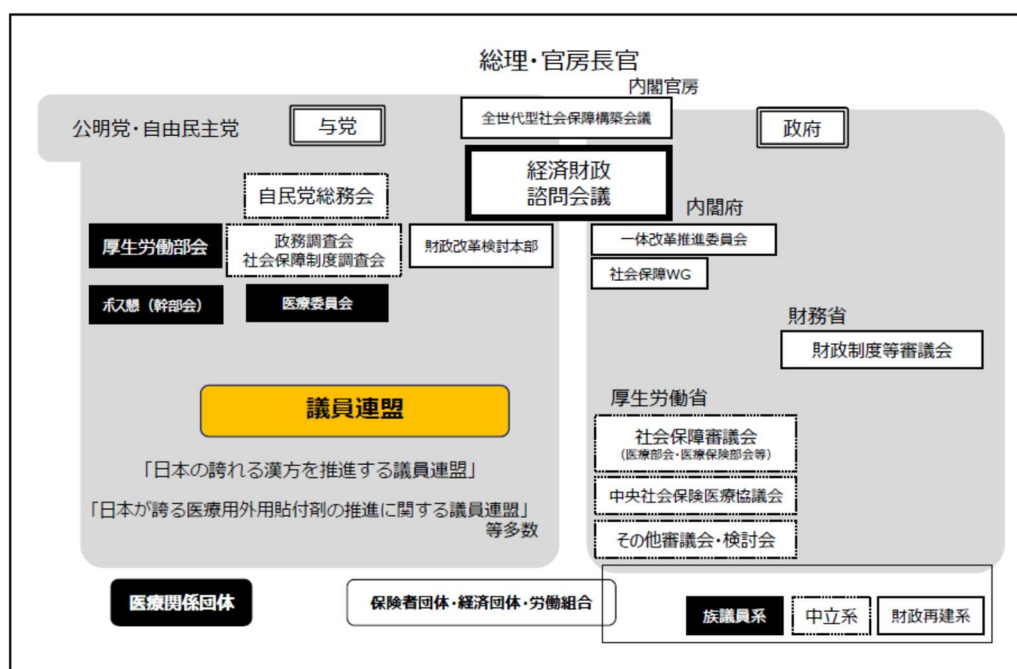 総理・官房長官
内閣官房
全世代型社会保障構築会議
公明党・自由民主党
与党
政府
経済財政
諮問会議
自民党総務会
内閣府
厚生労働部会
政務調査会
社会保障制度調査会
財政改革検討本部
一体改革推進委員会
社会保障WG
ボス懇（幹部会）
医療委員会
財務省
財政制度等審議会
議員連盟
厚生労働省
社会保障審議会
（医療部会・医療保険部会等）
「日本の誇れる漢方を推進する議員連盟」
中央社会保険医療協議会
「日本が誇る医療用外用貼付剤の推進に関する議員連盟」
等多数
その他審議会・検討会
医療関係団体
保険者団体・経済団体・労働組合
族議員系
中立系
財政再建系